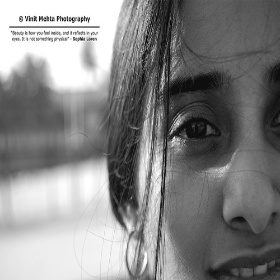 © Vinit Mehta Photography
"Beauty is how you feel inside, and it reflects in your
eyes. It is not something physical" - Sophia Loren